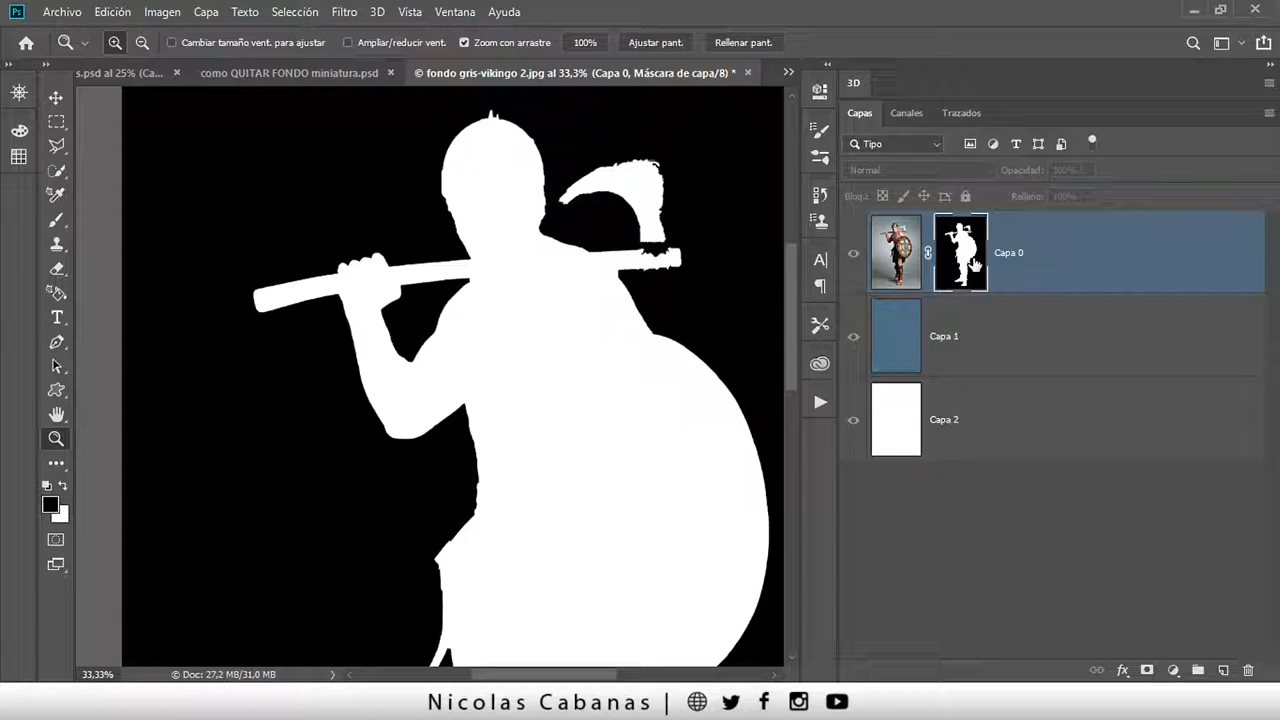 Ps Archivo Edición Imagen Capa Texto Selección Filtro 3D Vista Ventana Ayuda
Cambiar tamaño vent. para ajustar Ampliar/reducir vent. Zoom con arrastre 100% Ajustar pant. Rellenar pant.
s.psd al 25% (Ca... × como QUITAR FONDO miniatura.psd × © fondo gris-vikingo 2.jpg al 33,3% (Capa 0, Máscara de capa/8) * ×
3D
Capas Canales Trazados
Tipo
Normal Opacidad: 100%
Bloq.: Relleno: 100%
Capa 0
Capa 1
Capa 2
33,33% © Doc: 27,2 MB/31,0 MB
Nicolas Cabanas |